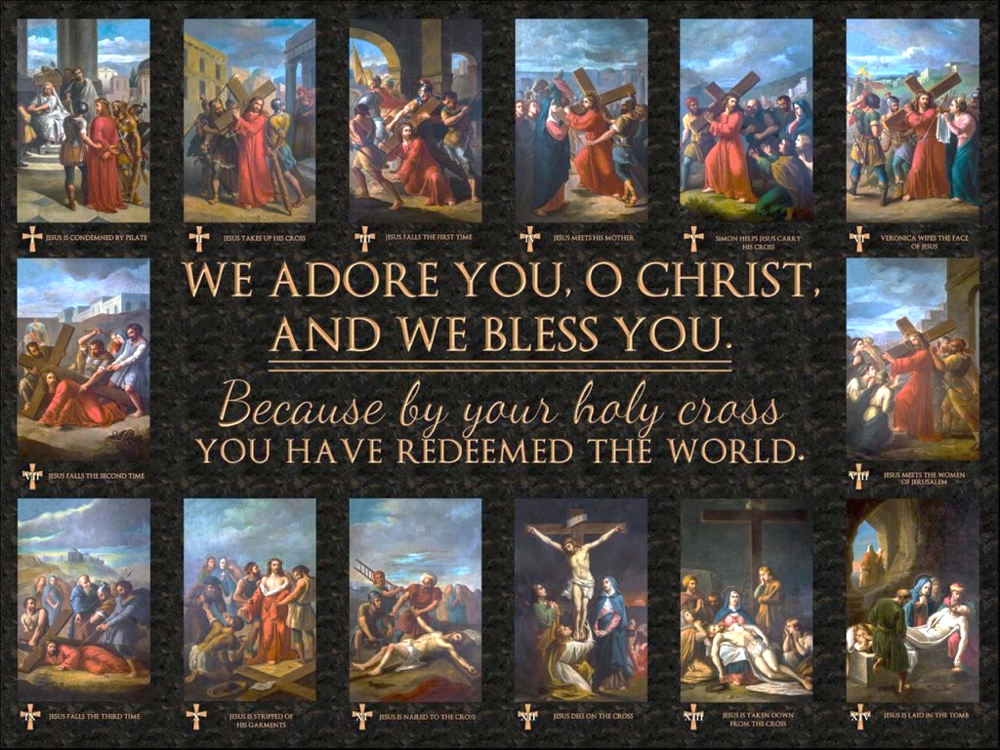 I JESUS IS CONDEMNED BY PILATE
II JESUS TAKES UP HIS CROSS
III JESUS FALLS THE FIRST TIME
IV JESUS MEETS HIS MOTHER
V SIMON HELPS JESUS CARRY
HIS CROSS
VI VERONICA WIPES THE FACE
OF JESUS
WE ADORE YOU, O CHRIST,
AND WE BLESS YOU.
Because by your holy cross
YOU HAVE REDEEMED THE WORLD.
VII JESUS FALLS THE SECOND TIME
VIII JESUS MEETS THE WOMEN
OF JERUSALEM
IX JESUS FALLS THE THIRD TIME
X JESUS IS STRIPPED OF
HIS GARMENTS
XI JESUS IS NAILED TO THE CROSS
XII JESUS DIES ON THE CROSS
XIII JESUS IS TAKEN DOWN
FROM THE CROSS
XIV JESUS IS LAID IN THE TOMB